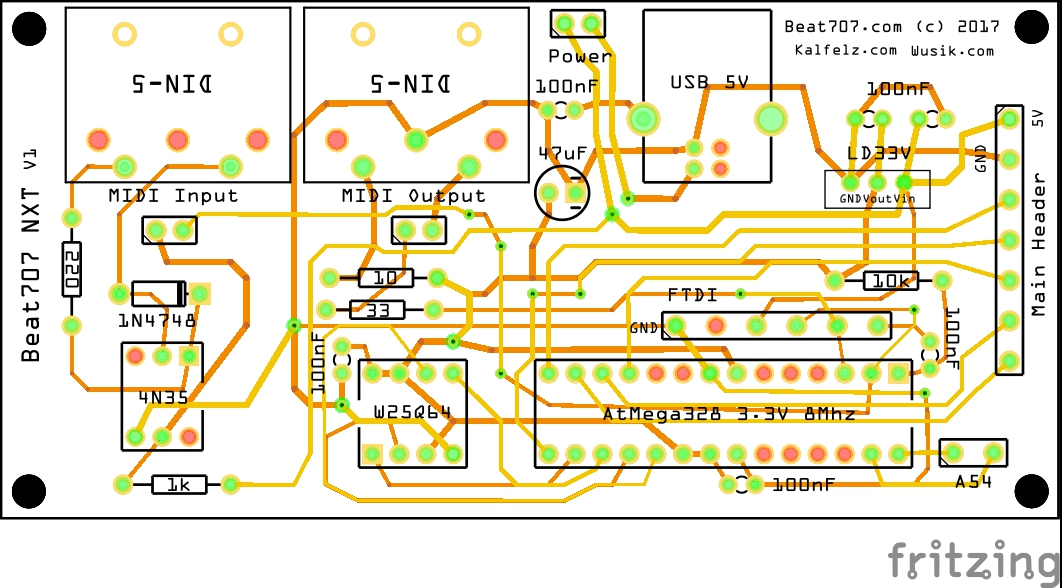 Beat707.com (c) 2017
Kalfelz.com Wusik.com
Power
DIN-5
DIN-5
USB 5V
100nF
100nF
5V
47uF
LD33V
GND
MIDI Input
MIDI Output
GNDVoutVin
Beat707 NXT V1
Main Header
220
10
10k
FTDI
33
1N4748
GND
100nF
100nF
4N35
W25Q64
AtMega328 3.3V 8Mhz
1k
100nF
A54
fritzing